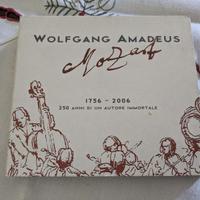 WOLFGANG AMADEUS
Mozart
1756 - 2006
250 ANNI DI UN AUTORE IMMORTALE